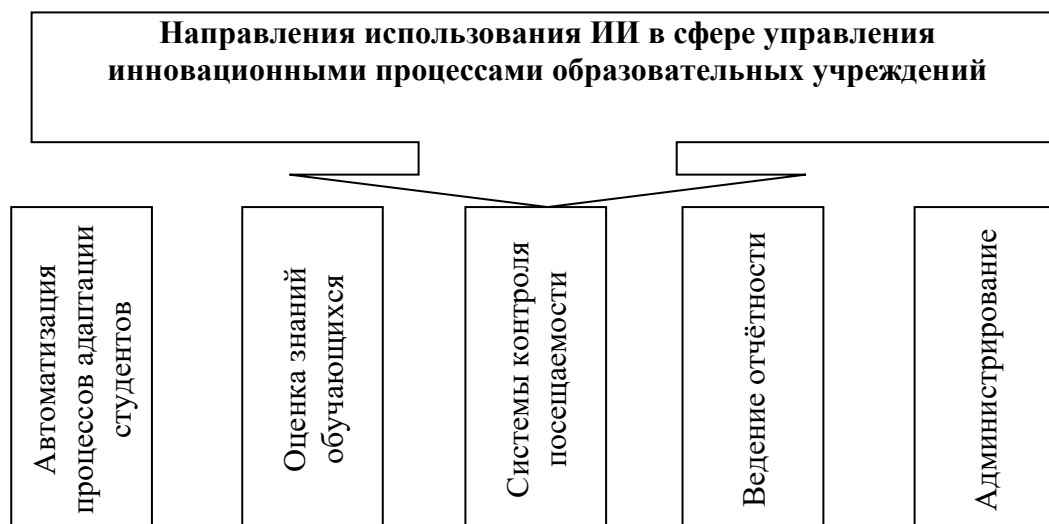 Направления использования ИИ в сфере управления
инновационными процессами образовательных учреждений
Автоматизация
процессов адаптации
студентов
Оценка знаний
обучающихся
Системы контроля
посещаемости
Ведение отчётности
Администрирование